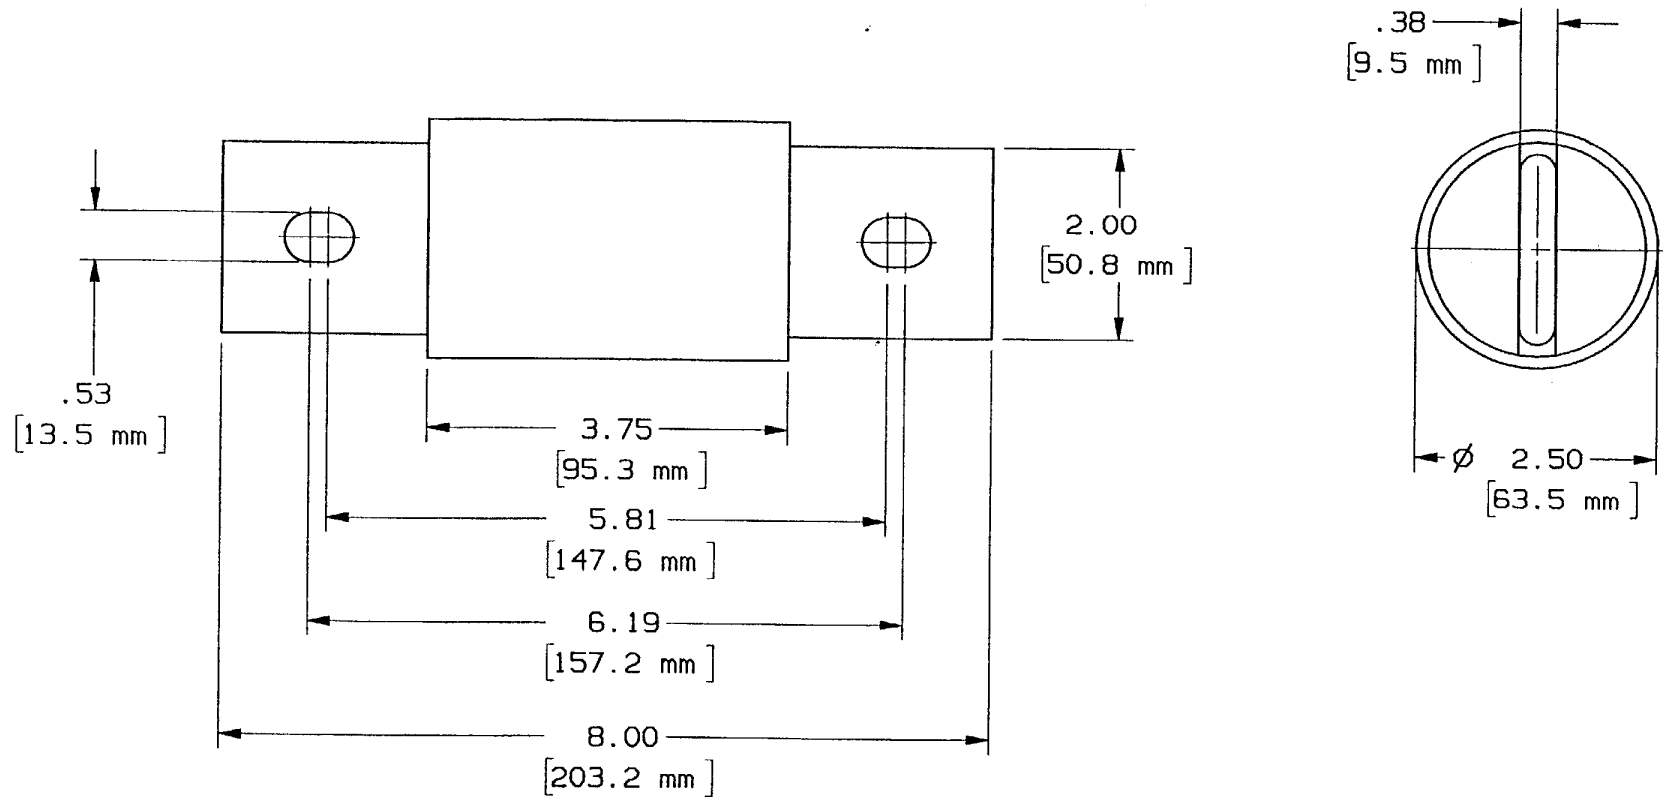 .38
[9.5 mm]
2.00
[50.8 mm]
.53
[13.5 mm]
3.75
[95.3 mm]
Ø 2.50
[63.5 mm]
5.81
[147.6 mm]
6.19
[157.2 mm]
8.00
[203.2 mm]